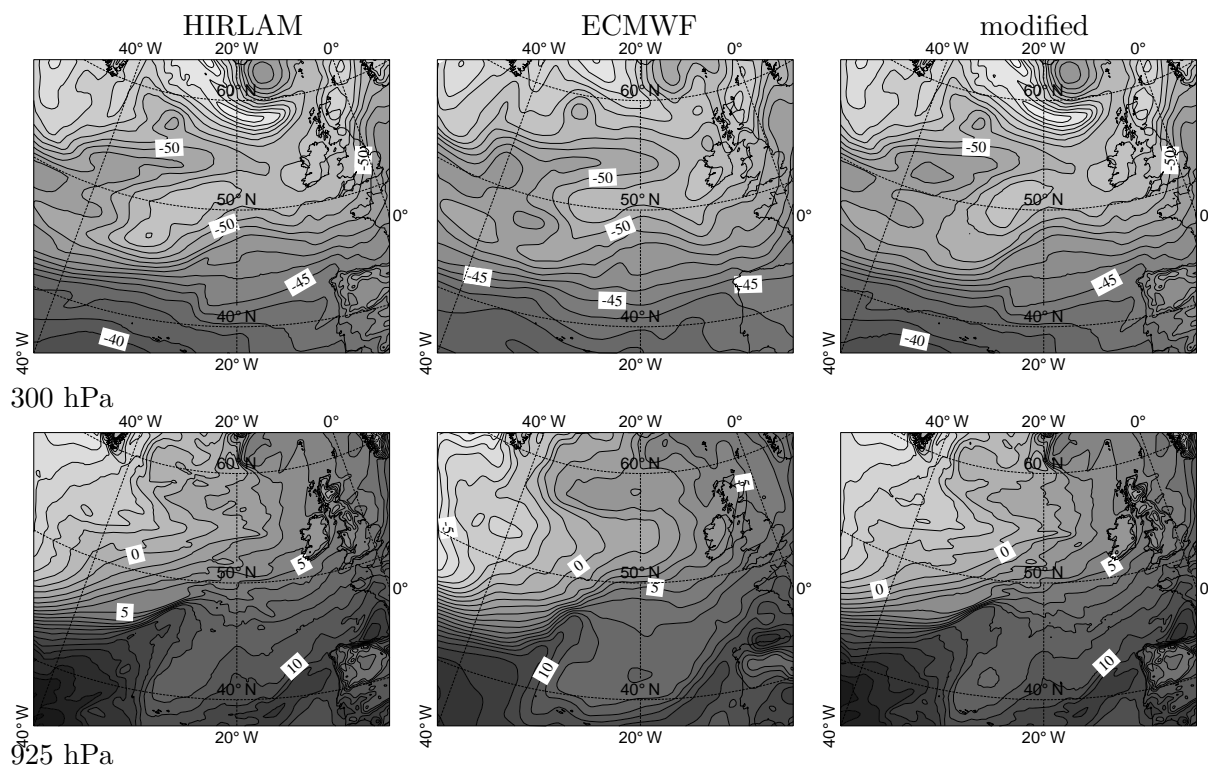 HIRLAM ECMWF modified
40° W 20° W 0° 40° W 20° W 0° 40° W 20° W 0°
60° N 60° N 60° N
-50 -50 -50 -50
-50
50° N 50° N 50° N
0° 0° 0
-50 -50
-45 -45 -45 -45
-45
40° N 40° N 40° N
-40 -40
40° W 20° W 40° W 20° W 40° W 20° W
300 hPa
40° W 20° W 0° 40° W 20° W 0° 40° W 20° W 0°
60° N 60° N 60° N
5
-5
0 5 0 0 5
50° N 50° N 50° N
5 0
0° 0° 0
5
10 10 10
40° N 40° N 40° N
40° W 20° W 40° W 20° W 40° W 20° W
925 hPa